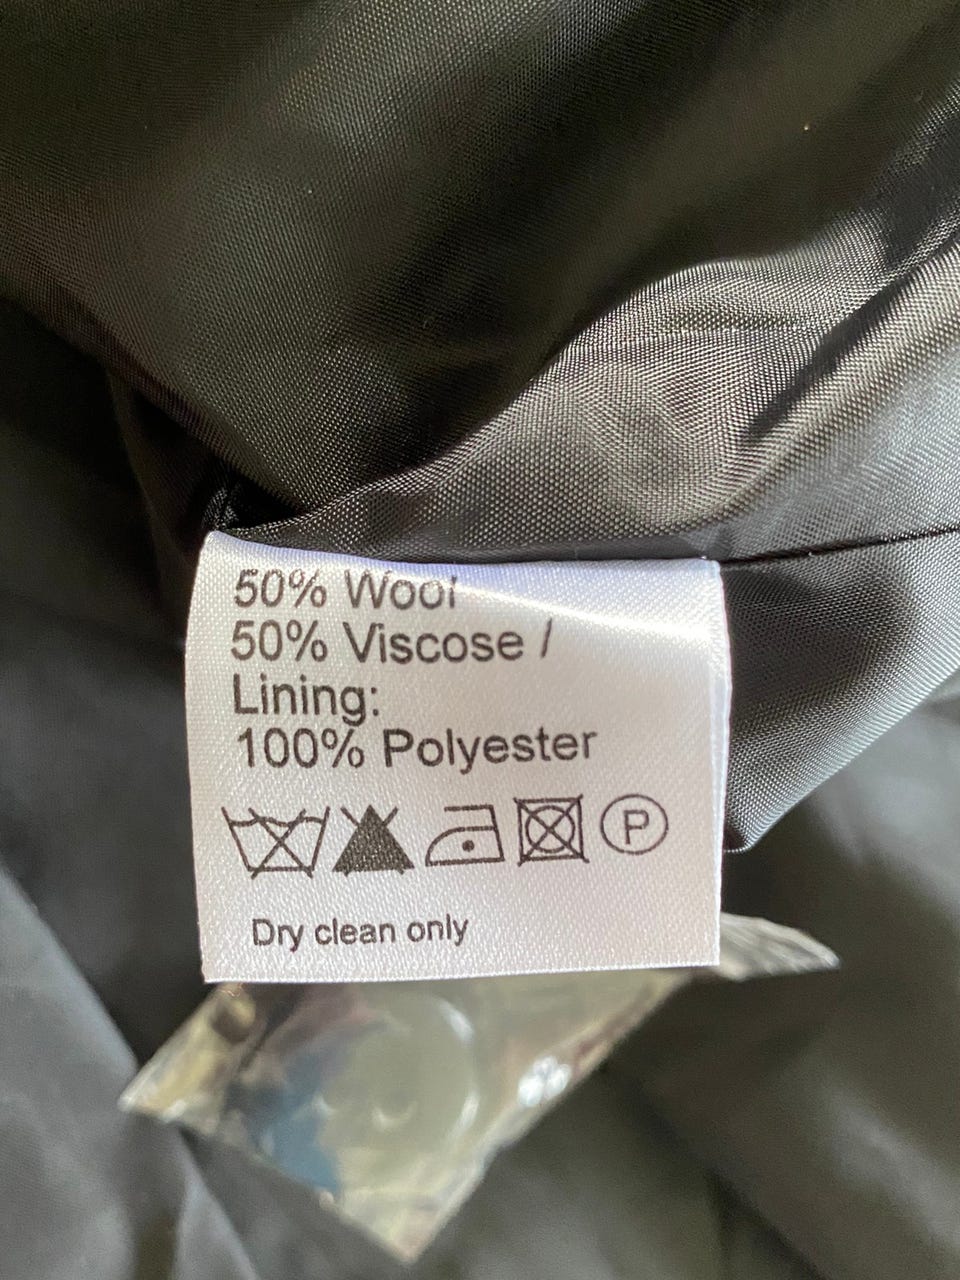 50% Wool
50% Viscose /
Lining:
100% Polyester
P
Dry clean only